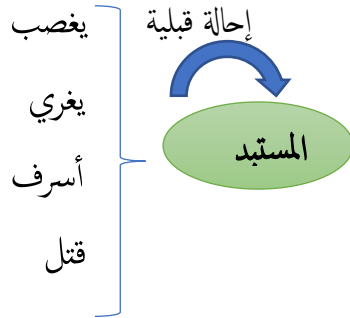 إحالة قبلية
المستبد
يغصب
يغري
أسرف
قتل